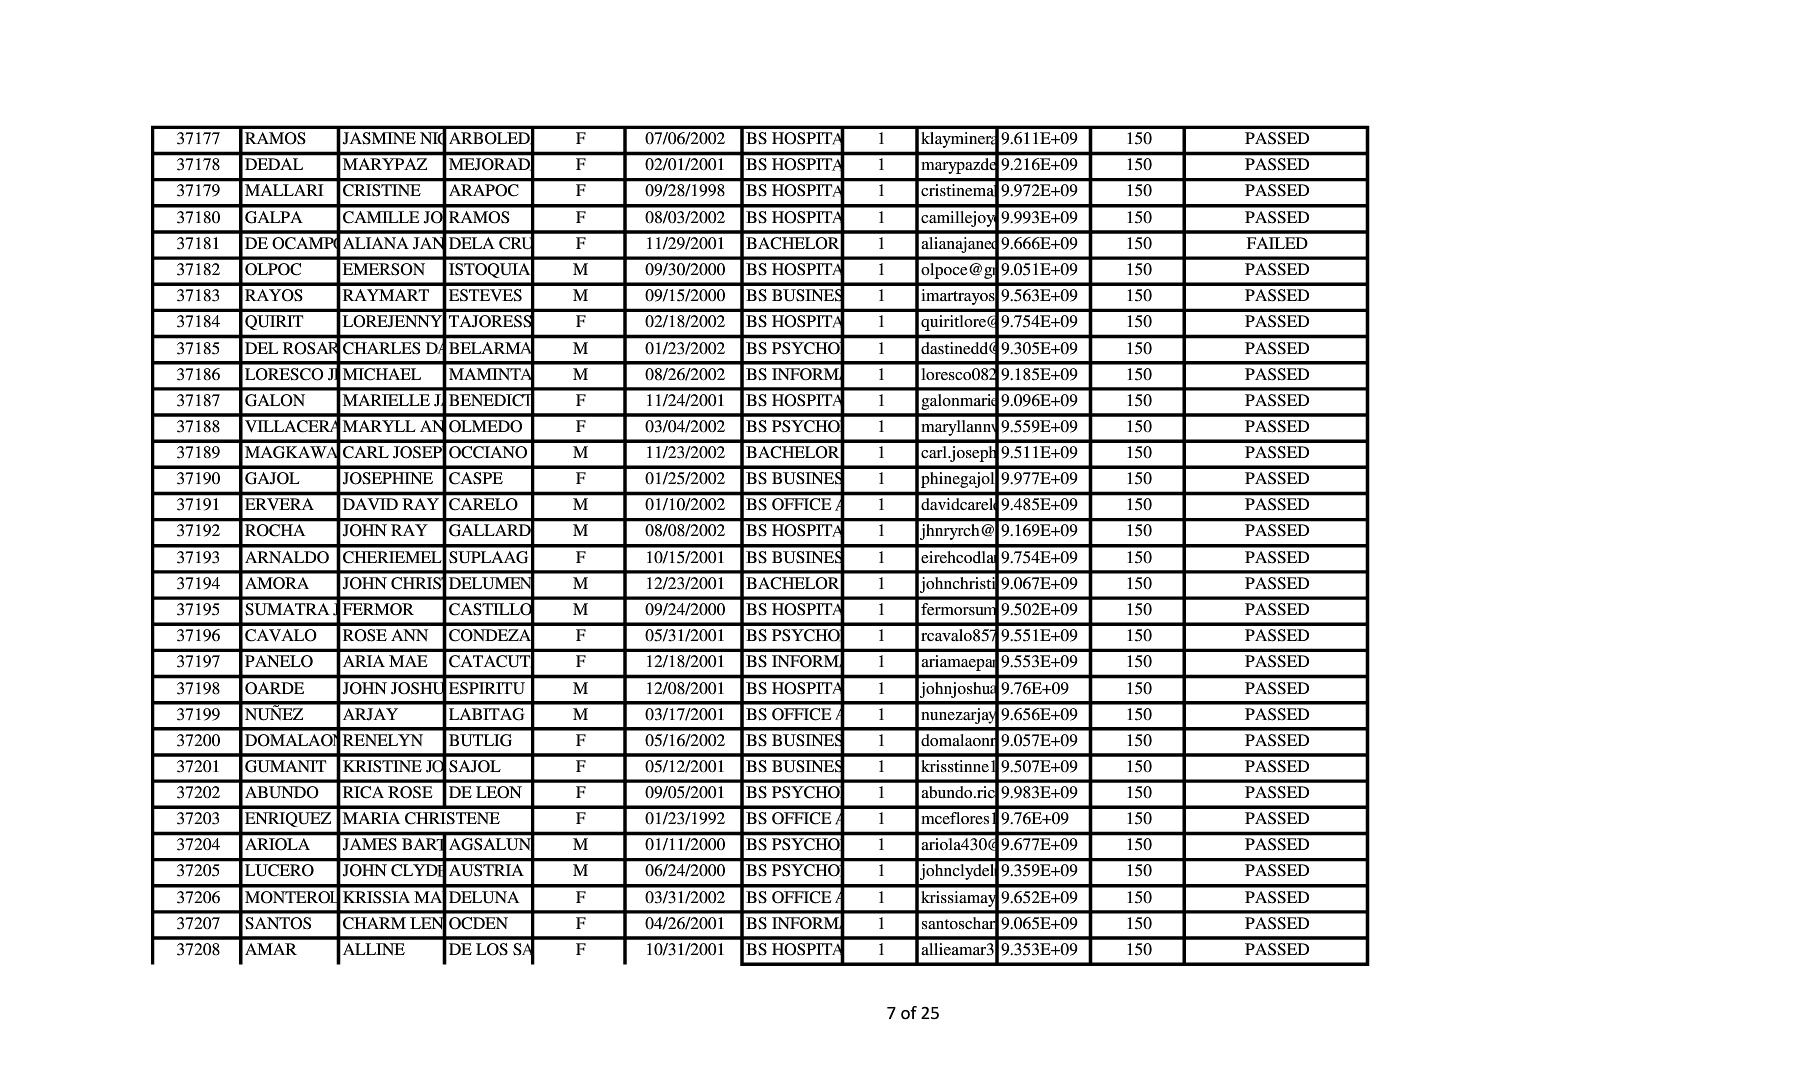 37177 RAMOS JASMINE NIC ARBOLED F 07/06/2002 BS HOSPITA 1 klayminera 9.611E+09 150 PASSED
37178 DEDAL MARYPAZ MEJORAD F 02/01/2001 BS HOSPITA 1 marypazde 9.216E+09 150 PASSED
37179 MALLARI CRISTINE ARAPOC F 09/28/1998 BS HOSPITA 1 cristinema 9.972E+09 150 PASSED
37180 GALPA CAMILLE JO RAMOS F 08/03/2002 BS HOSPITA 1 camillejoy 9.993E+09 150 PASSED
37181 DE OCAMPO ALIANA JAN DELA CRU F 11/29/2001 BACHELOR 1 alianajaned 9.666E+09 150 FAILED
37182 OLPOC EMERSON ISTOQUIA M 09/30/2000 BS HOSPITA 1 olpoce@gm 9.051E+09 150 PASSED
37183 RAYOS RAYMART ESTEVES M 09/15/2000 BS BUSINES 1 imartrayos 9.563E+09 150 PASSED
37184 QUIRIT LOREJENNY TAJORESS F 02/18/2002 BS HOSPITA 1 quiritlore@ 9.754E+09 150 PASSED
37185 DEL ROSAR CHARLES DA BELARMA M 01/23/2002 BS PSYCHO 1 dastinedd@ 9.305E+09 150 PASSED
37186 LORESCO JR MICHAEL MAMINTA M 08/26/2002 BS INFORMA 1 loresco082 9.185E+09 150 PASSED
37187 GALON MARIELLE JA BENEDICT F 11/24/2001 BS HOSPITA 1 galonmarie 9.096E+09 150 PASSED
37188 VILLACERA MARYLL AN OLMEDO F 03/04/2002 BS PSYCHO 1 maryllannv 9.559E+09 150 PASSED
37189 MAGKAWA CARL JOSEP OCCIANO M 11/23/2002 BACHELOR 1 carl.joseph 9.511E+09 150 PASSED
37190 GAJOL JOSEPHINE CASPE F 01/25/2002 BS BUSINES 1 phinegajol 9.977E+09 150 PASSED
37191 ERVERA DAVID RAY CARELO M 01/10/2002 BS OFFICE A 1 davidcarelo 9.485E+09 150 PASSED
37192 ROCHA JOHN RAY GALLARD M 08/08/2002 BS HOSPITA 1 jhnryrch@ 9.169E+09 150 PASSED
37193 ARNALDO CHERIEMEL SUPLAAG F 10/15/2001 BS BUSINES 1 eirehcodlar 9.754E+09 150 PASSED
37194 AMORA JOHN CHRIST DELUMEN M 12/23/2001 BACHELOR 1 johnchristi 9.067E+09 150 PASSED
37195 SUMATRA J FERMOR CASTILLO M 09/24/2000 BS HOSPITA 1 fermorsum 9.502E+09 150 PASSED
37196 CAVALO ROSE ANN CONDEZA F 05/31/2001 BS PSYCHO 1 rcavalo857 9.551E+09 150 PASSED
37197 PANELO ARIA MAE CATACUT F 12/18/2001 BS INFORMA 1 ariamaepan 9.553E+09 150 PASSED
37198 OARDE JOHN JOSHU ESPIRITU M 12/08/2001 BS HOSPITA 1 johnjoshua 9.76E+09 150 PASSED
37199 NUÑEZ ARJAY LABITAG M 03/17/2001 BS OFFICE A 1 nunezarjay 9.656E+09 150 PASSED
37200 DOMALAON RENELYN BUTLIG F 05/16/2002 BS BUSINES 1 domalaonr 9.057E+09 150 PASSED
37201 GUMANIT KRISTINE JO SAJOL F 05/12/2001 BS BUSINES 1 krisstinne1 9.507E+09 150 PASSED
37202 ABUNDO RICA ROSE DE LEON F 09/05/2001 BS PSYCHO 1 abundo.ric 9.983E+09 150 PASSED
37203 ENRIQUEZ MARIA CHRISTENE F 01/23/1992 BS OFFICE A 1 mceflores1 9.76E+09 150 PASSED
37204 ARIOLA JAMES BART AGSALUN M 01/11/2000 BS PSYCHO 1 ariola430@ 9.677E+09 150 PASSED
37205 LUCERO JOHN CLYDE AUSTRIA M 06/24/2000 BS PSYCHO 1 johnclydel 9.359E+09 150 PASSED
37206 MONTEROL KRISSIA MA DELUNA F 03/31/2002 BS OFFICE A 1 krissiamay 9.652E+09 150 PASSED
37207 SANTOS CHARM LEN OCDEN F 04/26/2001 BS INFORMA 1 santoschar 9.065E+09 150 PASSED
37208 AMAR ALLINE DE LOS SA F 10/31/2001 BS HOSPITA 1 allieamar3 9.353E+09 150 PASSED
7 of 25